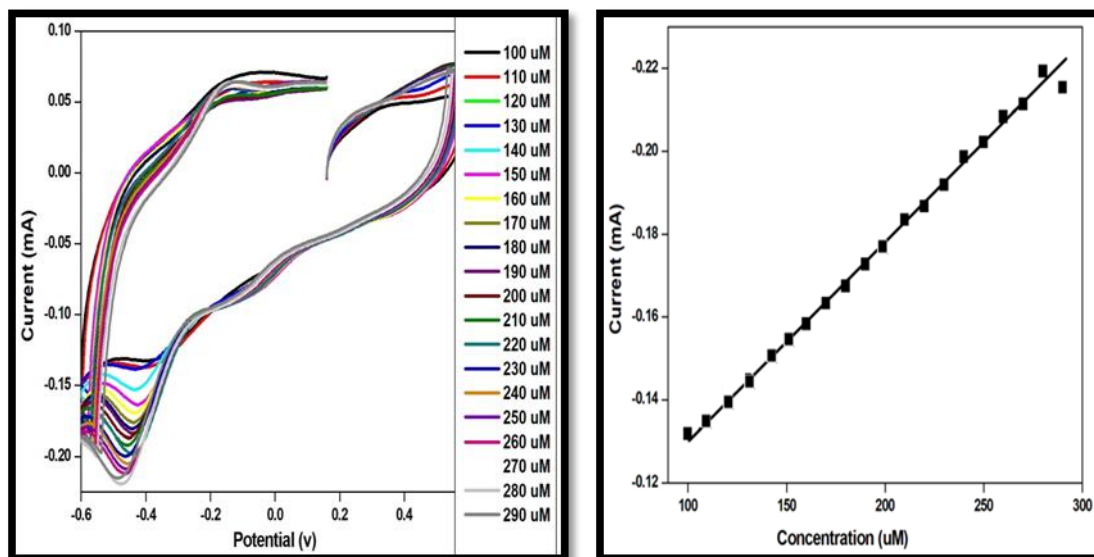 0.10
0.05
0.00
-0.05
-0.10
-0.15
-0.20
Current (mA)
-0.6
-0.4
-0.2
0.0
0.2
0.4
Potential (v)
100 uM
110 uM
120 uM
130 uM
140 uM
150 uM
160 uM
170 uM
180 uM
190 uM
200 uM
210 uM
220 uM
230 uM
240 uM
250 uM
260 uM
270 uM
280 uM
290 uM
-0.22
-0.20
-0.18
-0.16
-0.14
-0.12
Current (mA)
100
150
200
250
300
Concentration (uM)